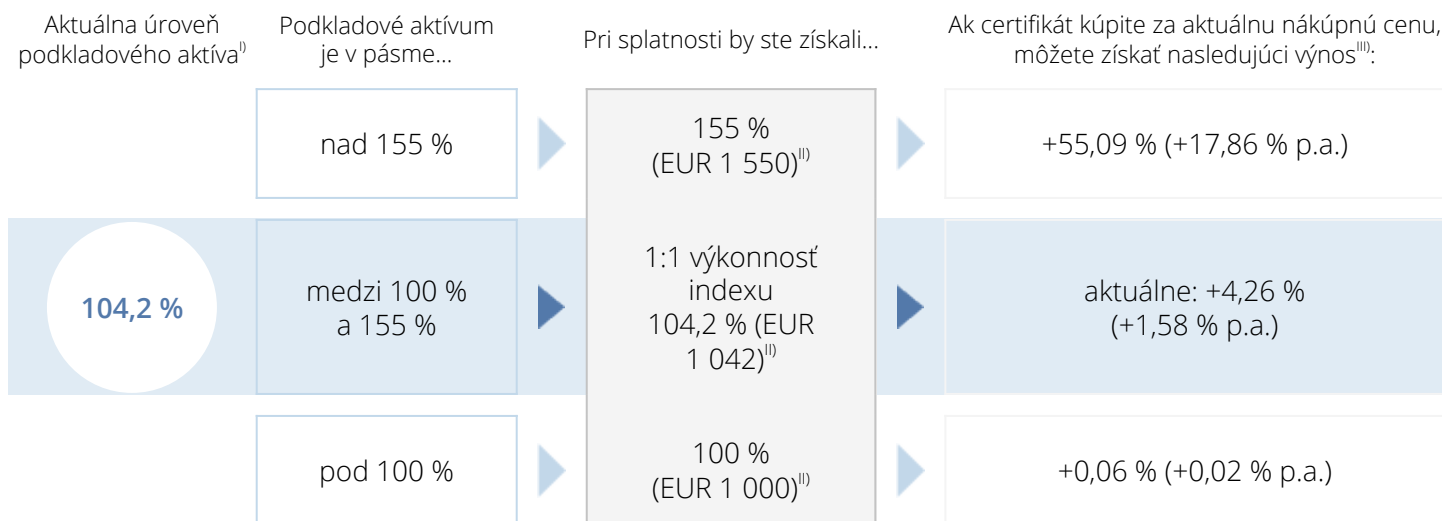 Aktuálna úroveň
podkladového aktíva I)
Podkladové aktívum
je v pásme...
Pri splatnosti by ste získali...
Ak certifikát kúpite za aktuálnu nákúpnú cenu,
môžete získať nasledujúci výnos III):
nad 155 %
155 %
(EUR 1 550) II)
+55,09 % (+17,86 % p.a.)
104,2 %
medzi 100 %
a 155 %
1:1 výkonnosť
indexu
104,2 % (EUR
1 042) II)
aktuálne: +4,26 %
(+1,58 % p.a.)
pod 100 %
100 %
(EUR 1 000) II)
+0,06 % (+0,02 % p.a.)